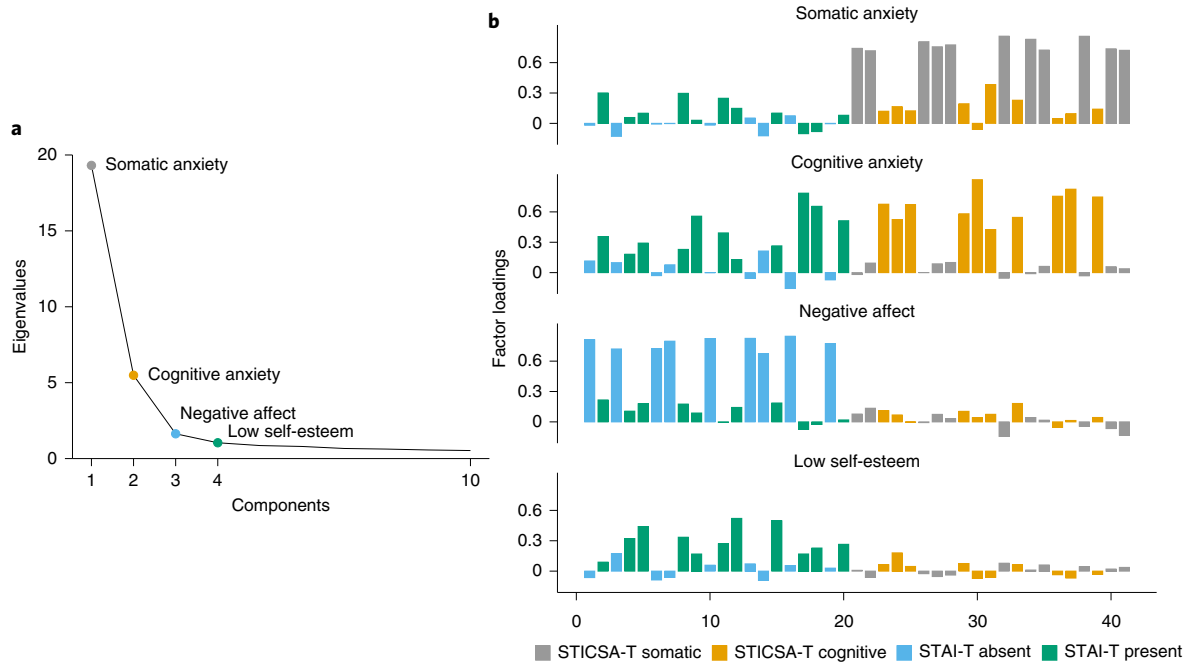 a
Eigenvalues
20
15
10
5
0
Somatic anxiety
Cognitive anxiety
Negative affect
Low self-esteem
1 2 3 4 10
Components
b
Factor loadings
Somatic anxiety
0.6
0.3
0
Cognitive anxiety
0.6
0.3
0
Negative affect
0.6
0.3
0
Low self-esteem
0.6
0.3
0
0 10 20 30 40
STICSA-T somatic STICSA-T cognitive STAI-T absent STAI-T present